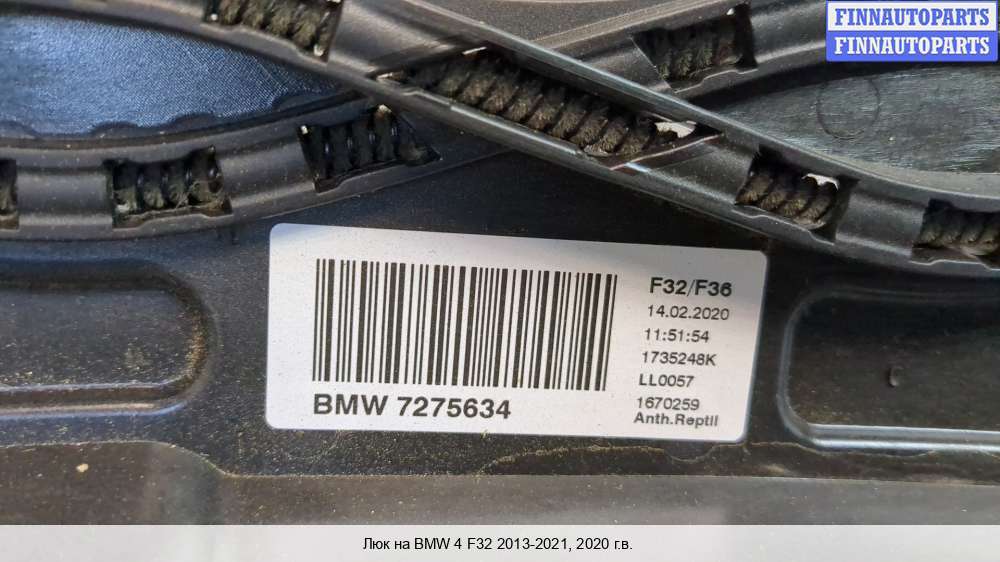 FINNAUTOPARTS
FINNAUTOPARTS
F32/F36
14.02.2020
11:51:54
1735248K
LL0057
1670259
Anth.Reptil
BMW 7275634
Люк на BMW 4 F32 2013-2021, 2020 г.в.